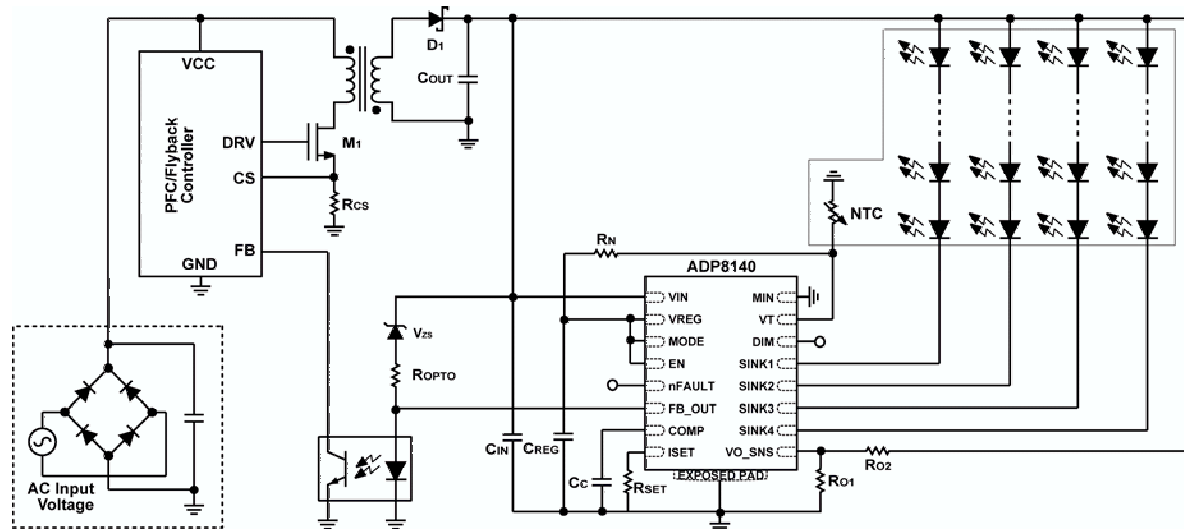 VCC
PFC/Flyback
Controller
DRV
CS
FB
GND
M1
RCS
D1
COUT
NTC
RN
ADP8140
VIN
VREG
MODE
EN
nFAULT
FB_OUT
COMP
ISET
MIN
VT
DIM
SINK1
SINK2
SINK3
SINK4
VO_SNS
EXPOSED PAD
VZS
ROPTO
CIN
CREG
CC
RSET
RO1
RO2
AC Input
Voltage